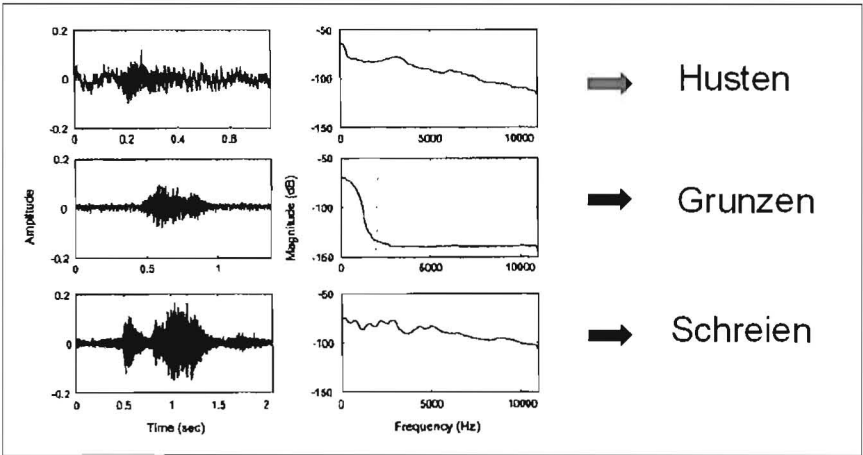 0.2
0
-0.2
0 0.2 0.4 0.6
-50
-100
-150
0 5000 10000
Husten
Amplitude
0.2
0
-0.2
0 0.5 1
Magnitude (dB)
-50
-100
-150
0 5000 10000
Grunzen
0.2
0
-0.2
0 0.5 1 1.5 2
Time (sec)
-50
-100
-150
0 5000 10000
Frequency (Hz)
Schreien